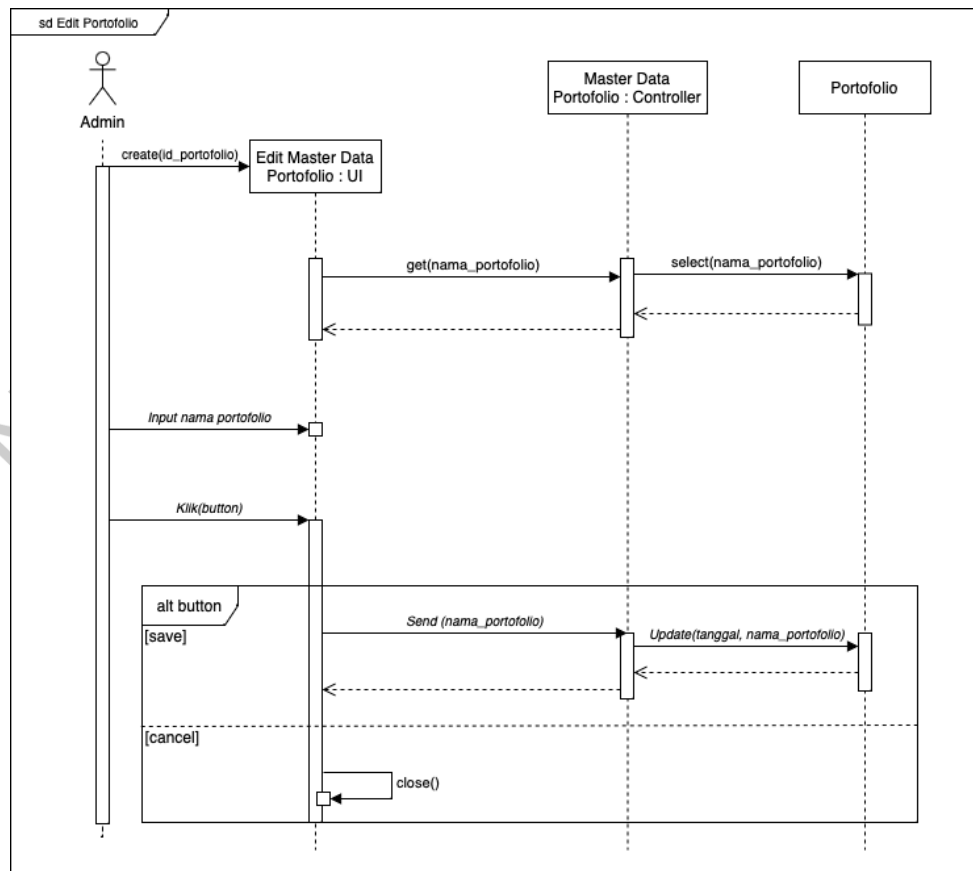 sd Edit Portofolio
Admin
Master Data
Portofolio : Controller
Portofolio
create(id_portofolio)
Edit Master Data
Portofolio : UI
get(nama_portofolio)
select(nama_portofolio)
Input nama portofolio
Klik(button)
alt button
[save]
Send (nama_portofolio)
Update(tanggal, nama_portofolio)
[cancel]
close()